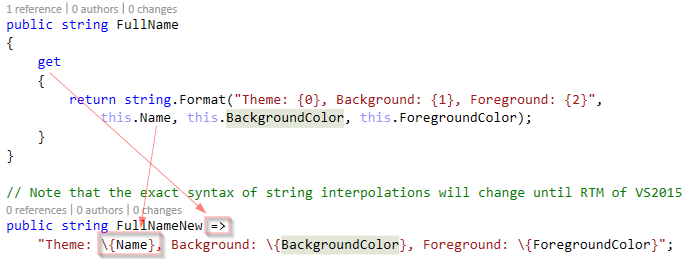 1 reference | 0 authors | 0 changes
public string FullName
{
get
{
return string.Format("Theme: {0}, Background: {1}, Foreground: {2}",
this.Name, this.BackgroundColor, this.ForegroundColor);
}
}
// Note that the exact syntax of string interpolations will change until RTM of VS2015
0 references | 0 authors | 0 changes
public string FullNameNew =>
"Theme: \{Name}, Background: \{BackgroundColor}, Foreground: \{ForegroundColor}";